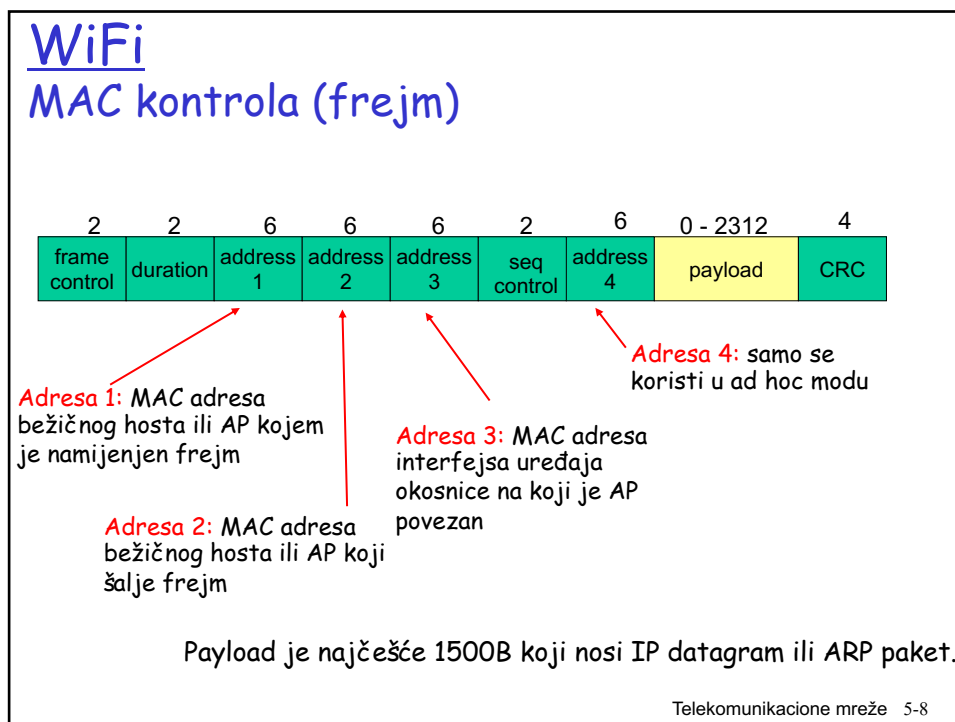 WiFi
MAC kontrola (frejm)
2 2 6 6 6 2 6 0 - 2312 4
frame control duration address 1 address 2 address 3 seq control address 4 payload CRC
Adresa 1: MAC adresa
bežičnog hosta ili AP kojem
je namijenjen frejm
Adresa 2: MAC adresa
bežičnog hosta ili AP koji
šalje frejm
Adresa 3: MAC adresa
interfejsa uređaja
okosnice na koji je AP
povezan
Adresa 4: samo se
koristi u ad hoc modu
Payload je najčešće 1500B koji nosi IP datagram ili ARP paket.
Telekomunikacione mreže 5-8